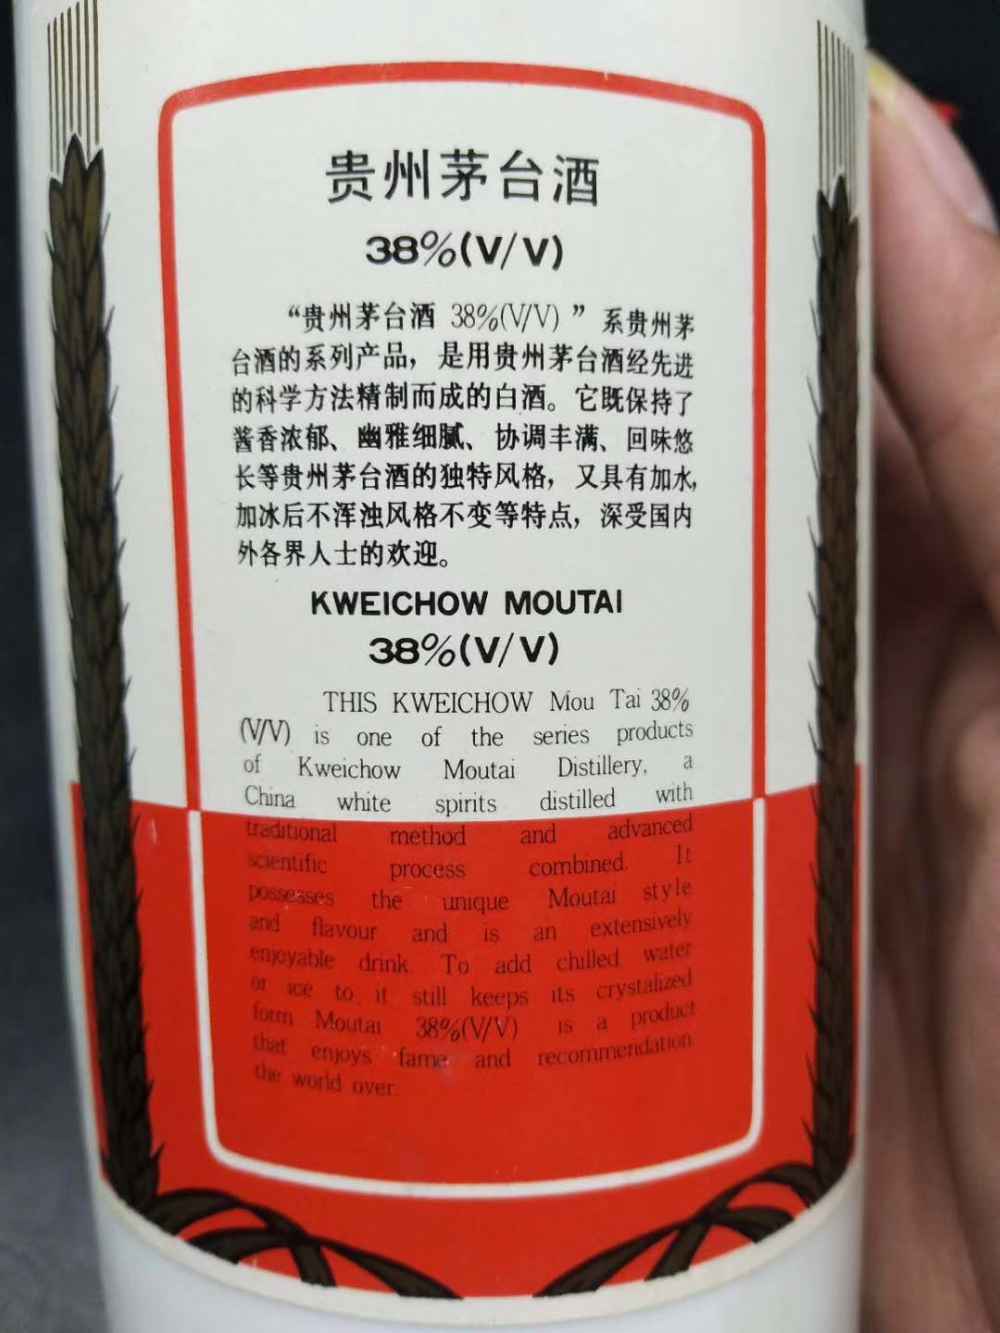 贵州茅台酒
38%(V/V)
“贵州茅台酒 38%(V/V)”系贵州茅
台酒的系列产品，是用贵州茅台酒经先进
的科学方法精制而成的白酒。它既保持了
酱香浓郁、幽雅细腻、协调丰满、回味悠
长等贵州茅台酒的独特风格，又具有加水，
加冰后不浑浊风格不变等特点，深受国内
外各界人士的欢迎。
KWEICHOW MOUTAI
38%(V/V)
THIS KWEICHOW Mou Tai 38%
(V/V) is one of the series products
of Kweichow Moutai Distillery, a
China white spirits distilled with
traditional method and advanced
scientific process combined. It
possesses the unique Moutai style
and flavour and is an extensively
enjoyable drink. To add chilled water
or ice to it still keeps its crystalized
form Moutai 38%(V/V) is a product
that enjoys fame and recommendation
the world over.